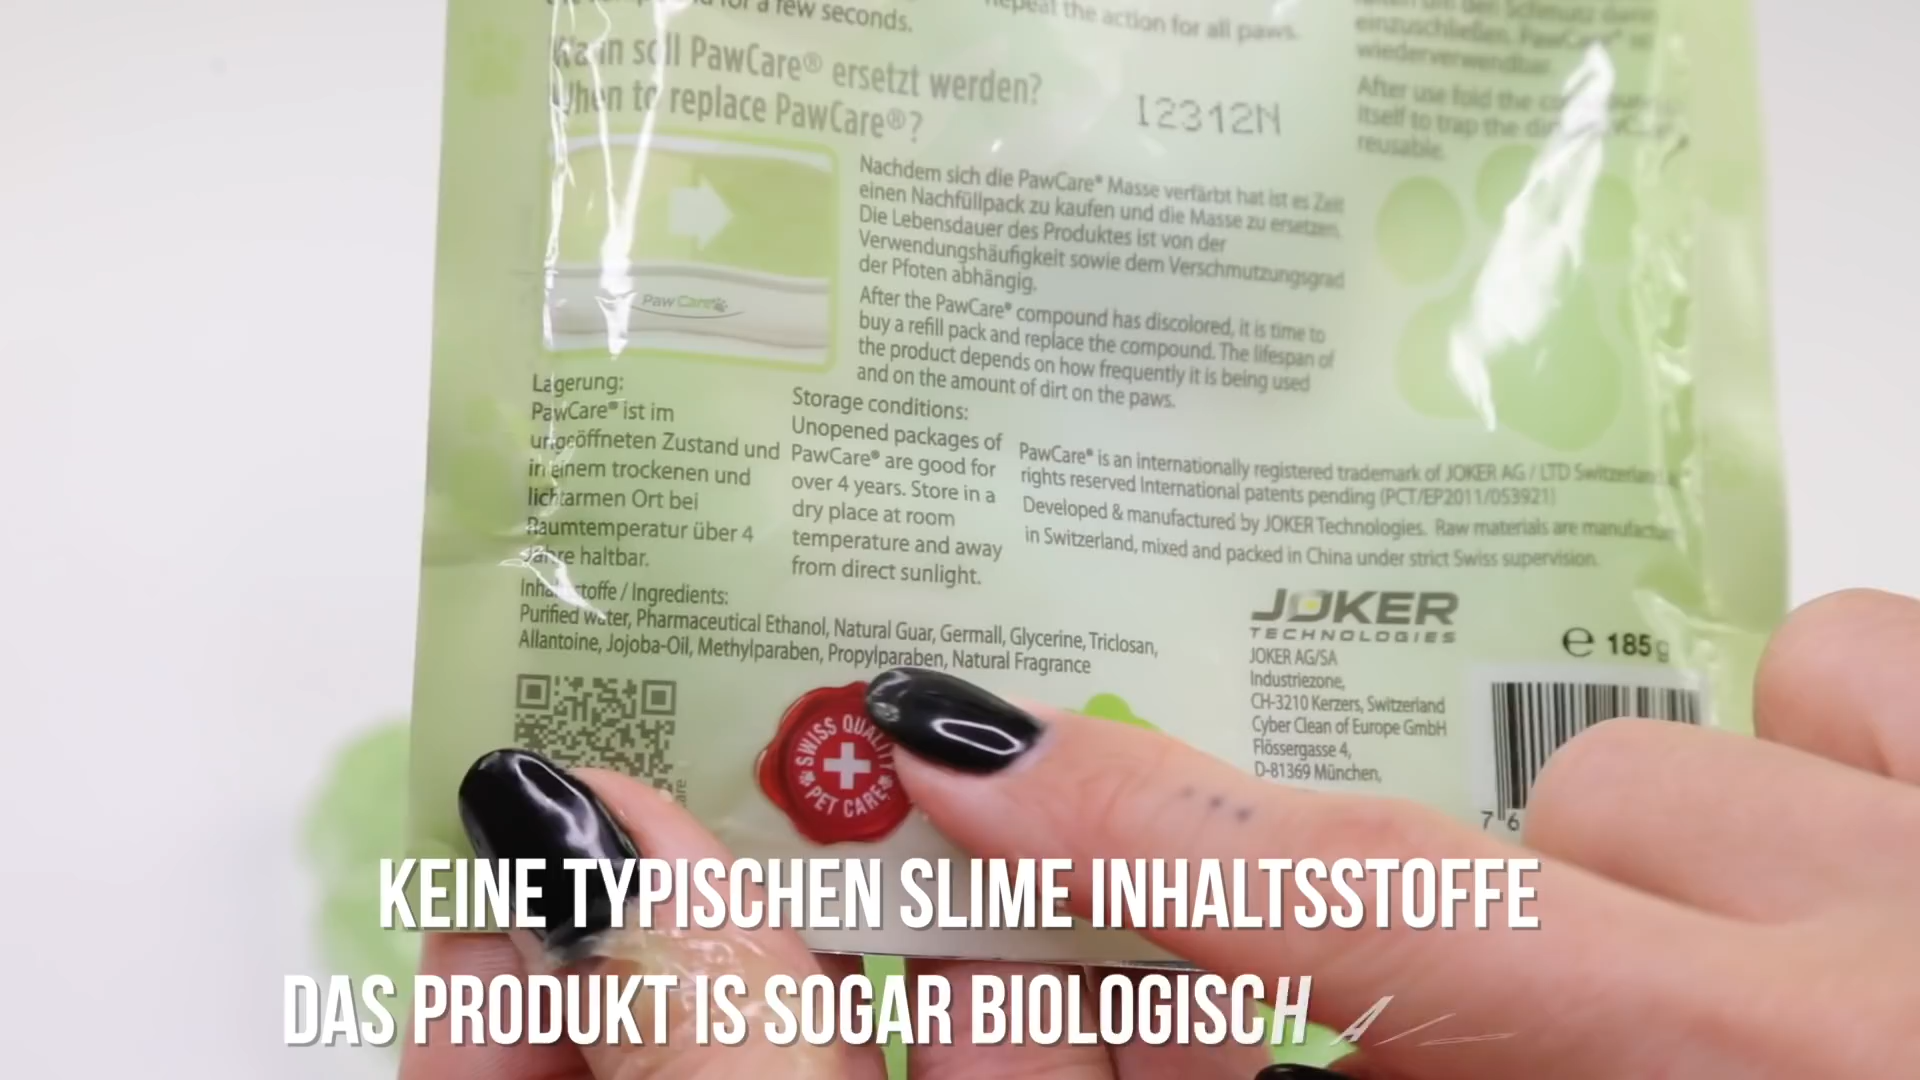 for a few seconds.
Repeat the action for all paws.
einzuschließen. PawCare® ist
wiederverwendbar.
soll PawCare® ersetzt werden?
When to replace PawCare®?
12312N
After use fold the
itself to trap the
reusable.
Nachdem sich die PawCare® Masse verfärbt hat ist es Zeit
einen Nachfüllpack zu kaufen und die Masse zu ersetzen.
Die Lebensdauer des Produktes ist von der
Verwendungshäufigkeit sowie dem Verschmutzungsgrad
der Pfoten abhängig.
After the PawCare® compound has discolored, it is time to
buy a refill pack and replace the compound. The lifespan of
the product depends on how frequently it is being used
and on the amount of dirt on the paws.
PawCare
Lagerung:
PawCare® ist im
ungeöffneten Zustand und
in einem trockenen und
lichtarmen Ort bei
Raumtemperatur über 4
Jahre haltbar.
Storage conditions:
Unopened packages of
PawCare® are good for
over 4 years. Store in a
dry place at room
temperature and away
from direct sunlight.
PawCare® is an internationally registered trademark of JOKER AG / LTD Switzerland
rights reserved International patents pending (PCT/EP2011/053921)
Developed & manufactured by JOKER Technologies. Raw materials are
in Switzerland, mixed and packed in China under strict Swiss supervision.
Inhaltsstoffe / Ingredients:
Purified water, Pharmaceutical Ethanol, Natural Guar, Germall, Glycerine, Triclosan,
Allantoine, Jojoba-Oil, Methylparaben, Propylparaben, Natural Fragrance
JOKER
TECHNOLOGIES
JOKER AG/SA
Industriezone,
CH-3210 Kerzers, Switzerland
Cyber Clean of Europe GmbH
Flössergasse 4,
D-81369 München,
℮ 185g
SWISS QUALITY
PET CARE
7 6
KEINE TYPISCHEN SLIME INHALTSSTOFFE
DAS PRODUKT IS SOGAR BIOLOGISCH A